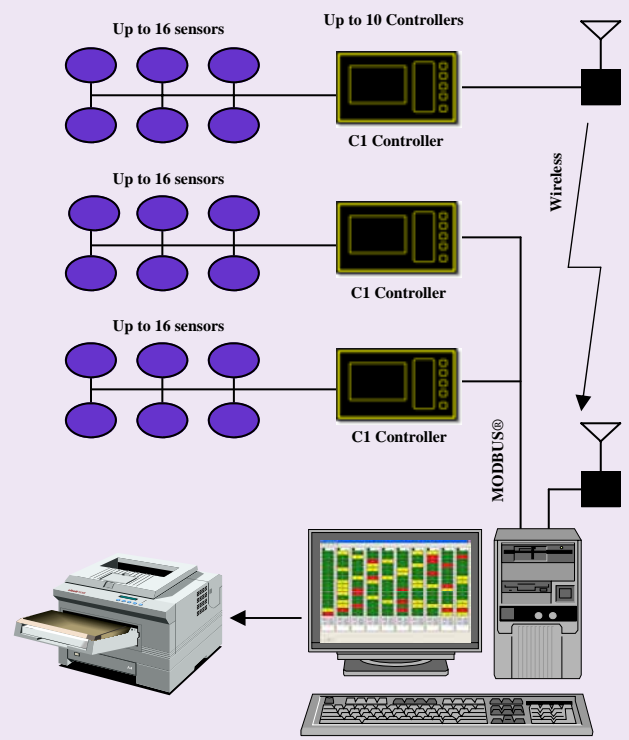 Up to 16 sensors
Up to 10 Controllers
C1 Controller
Wireless
Up to 16 sensors
C1 Controller
Up to 16 sensors
C1 Controller
MODBUS®